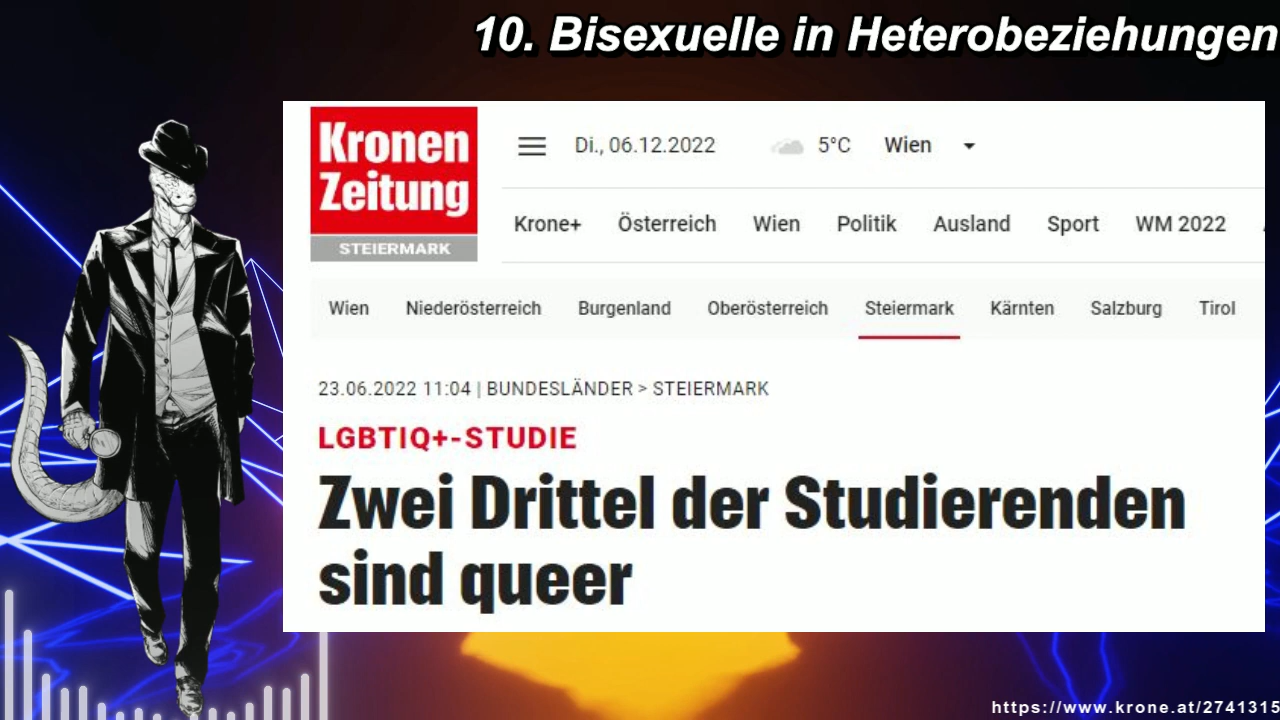 10. Bisexuelle in Heterobeziehungen
Kronen
Zeitung
STEIERMARK
Di., 06.12.2022 5°C Wien
Krone+ Österreich Wien Politik Ausland Sport WM 2022
Wien Niederösterreich Burgenland Oberösterreich Steiermark Kärnten Salzburg Tirol
23.06.2022 11:04 | BUNDESLÄNDER > STEIERMARK
LGBTIQ+-STUDIE
Zwei Drittel der Studierenden
sind queer
https://www.krone.at/2741315